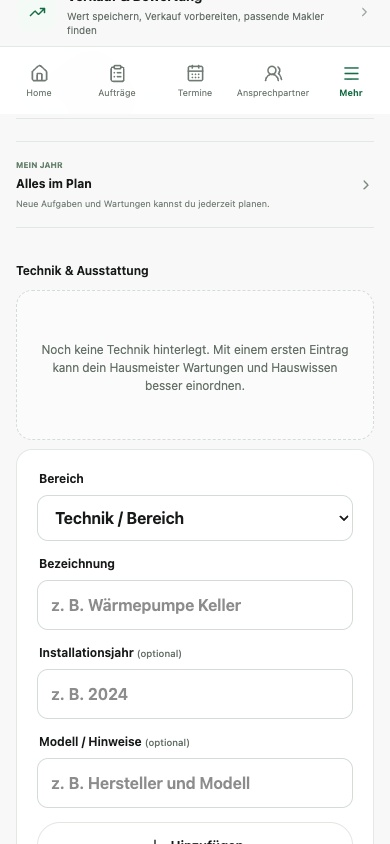 Verkauf & Bewertung
Wert speichern, Verkauf vorbereiten, passende Makler
finden
Home
Aufträge
Termine
Ansprechpartner
Mehr
MEIN JAHR
Alles im Plan
Neue Aufgaben und Wartungen kannst du jederzeit planen.
Technik & Ausstattung
Noch keine Technik hinterlegt. Mit einem ersten Eintrag
kann dein Hausmeister Wartungen und Hauswissen
besser einordnen.
Bereich
Technik / Bereich
Bezeichnung
z. B. Wärmepumpe Keller
Installationsjahr (optional)
z. B. 2024
Modell / Hinweise (optional)
z. B. Hersteller und Modell
Hinzufügen